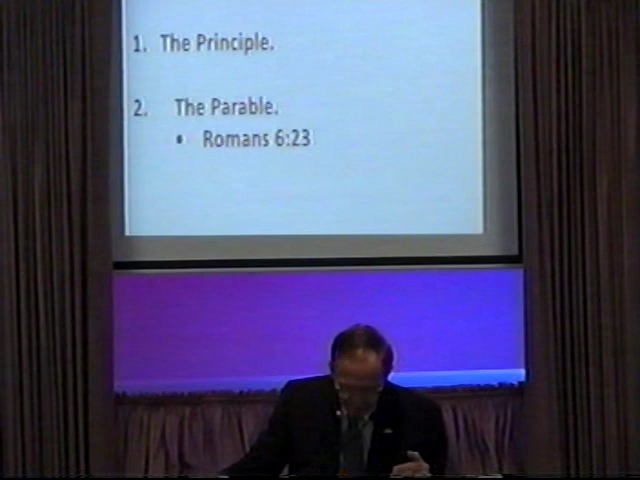 1. The Principle.
2. The Parable.
• Romans 6:23